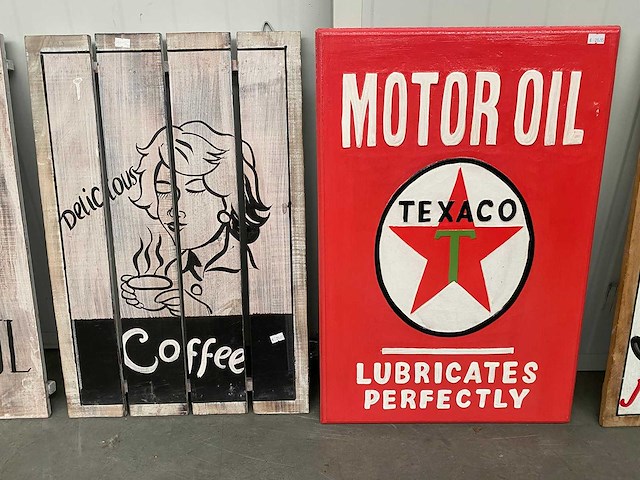 Delicious
Coffee
MOTOR OIL
TEXACO
T
LUBRICATES
PERFECTLY